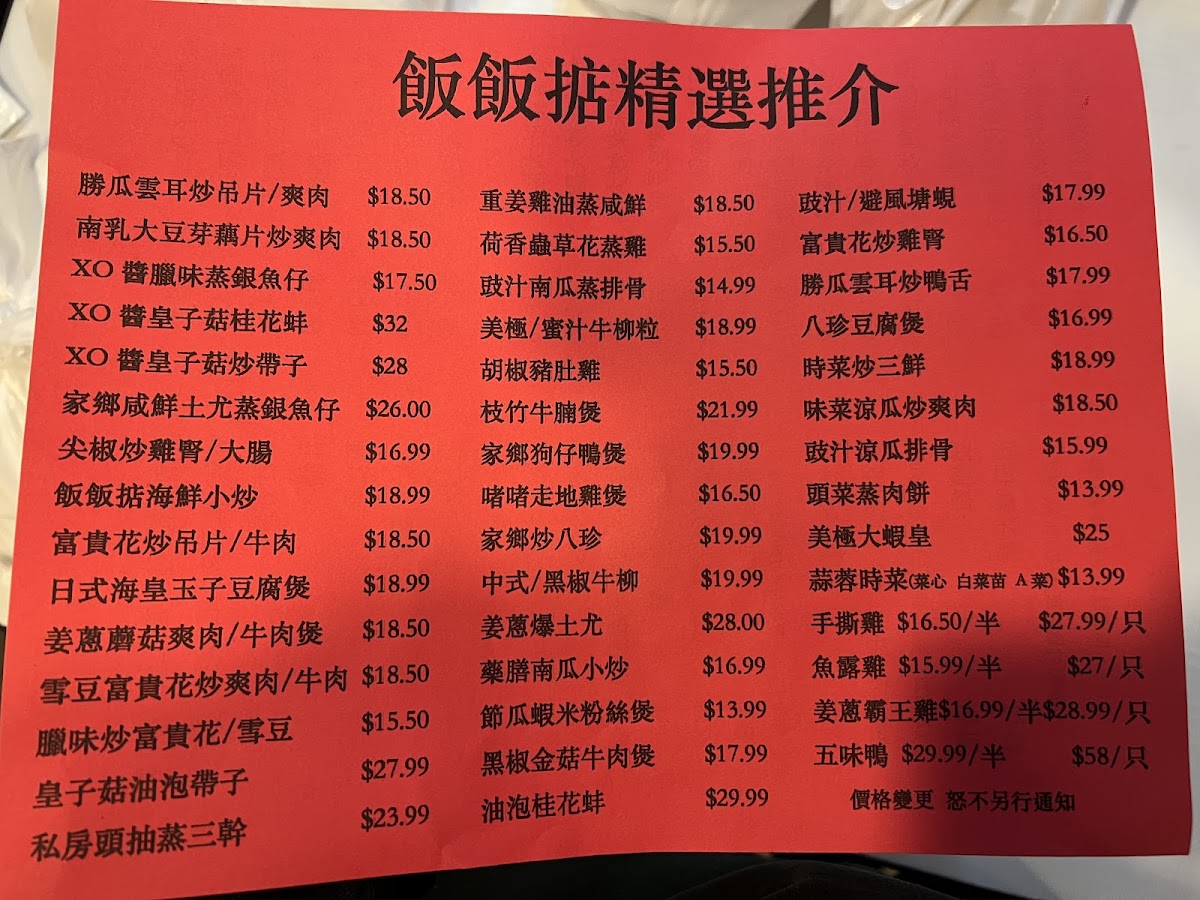 飯飯掂精選推介
勝瓜雲耳炒吊片/爽肉 $18.50
南乳大豆芽藕片炒爽肉 $18.50
XO 醬臘味蒸銀魚仔 $17.50
XO 醬皇子菇桂花蚌 $32
XO 醬皇子菇炒帶子 $28
家鄉咸鮮土尤蒸銀魚仔 $26.00
尖椒炒雞腎/大腸 $16.99
飯飯掂海鮮小炒 $18.99
富貴花炒吊片/牛肉 $18.50
日式海皇玉子豆腐煲 $18.99
姜蔥蘑菇爽肉/牛肉煲 $18.50
雪豆富貴花炒爽肉/牛肉 $18.50
臘味炒富貴花/雪豆 $15.50
皇子菇油泡帶子 $27.99
私房頭抽蒸三幹 $23.99
重姜雞油蒸咸鮮 $18.50
荷香蟲草花蒸雞 $15.50
豉汁南瓜蒸排骨 $14.99
美極/蜜汁牛柳粒 $18.99
胡椒豬肚雞 $15.50
枝竹牛腩煲 $21.99
家鄉狗仔鴨煲 $19.99
啫啫走地雞煲 $16.50
家鄉炒八珍 $19.99
中式/黑椒牛柳 $19.99
姜蔥爆土尤 $28.00
藥膳南瓜小炒 $16.99
節瓜蝦米粉絲煲 $13.99
黑椒金菇牛肉煲 $17.99
油泡桂花蚌 $29.99
豉汁/避風塘蜆 $17.99
富貴花炒雞腎 $16.50
勝瓜雲耳炒鴨舌 $17.99
八珍豆腐煲 $16.99
時菜炒三鮮 $18.99
味菜涼瓜炒爽肉 $18.50
豉汁涼瓜排骨 $15.99
頭菜蒸肉餅 $13.99
美極大蝦皇 $25
蒜蓉時菜(菜心 白菜苗 A 菜) $13.99
手撕雞 $16.50/半 $27.99/只
魚露雞 $15.99/半 $27/只
姜蔥霸王雞$16.99/半$28.99/只
五味鴨 $29.99/半 $58/只
價格變更 怒不另行通知